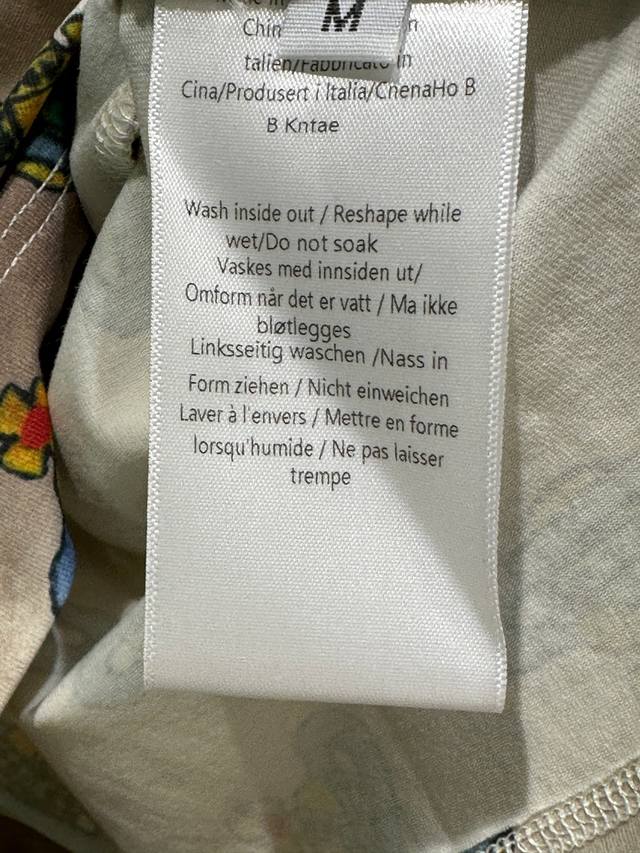 M
Chin
talien/Fabbricato in
Cina/Produsert i Italia/CnenaHo B
B Kntae
Wash inside out / Reshape while
wet/Do not soak
Vaskes med innsiden ut/
Omform når det er vatt / Ma ikke
bløtlegges
Linksseitig waschen /Nass in
Form ziehen / Nicht einweichen
Laver à l'envers / Mettre en forme
lorsqu'humide / Ne pas laisser
trempe